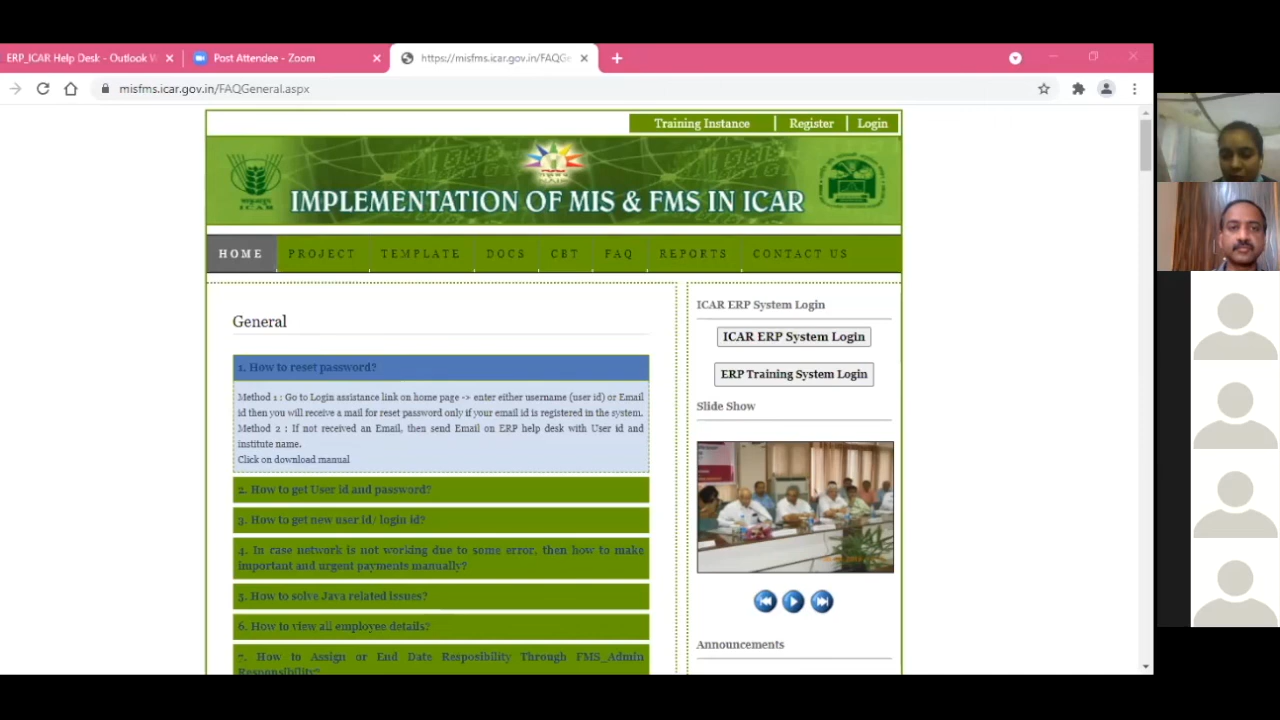 ERP_ICAR Help Desk - Outlook
Post Attendee - Zoom
https://misfms.icar.gov.in/FAQGe
misfms.icar.gov.in/FAQGeneral.aspx
Training Instance | Register | Login
IMPLEMENTATION OF MIS & FMS IN ICAR
HOME PROJECT TEMPLATE DOCS CBT FAQ REPORTS CONTACT US
General
1. How to reset password?
Method 1 : Go to Login assistance link on home page -> enter either username (user id) or Email
id then you will receive a mail for reset password only if your email id is registered in the system.
Method 2 : If not received an Email, then send Email on ERP help desk with User id and
institute name.
Click on download manual
2. How to get User id and password?
3. How to get new user id/ login id?
4. In case network is not working due to some error, then how to make
important and urgent payments manually?
5. How to solve Java related issues?
6. How to view all employee details?
7. How to Assign or End Date Resposibility Through FMS_Admin
Responsibility?
ICAR ERP System Login
ICAR ERP System Login
ERP Training System Login
Slide Show
Announcements